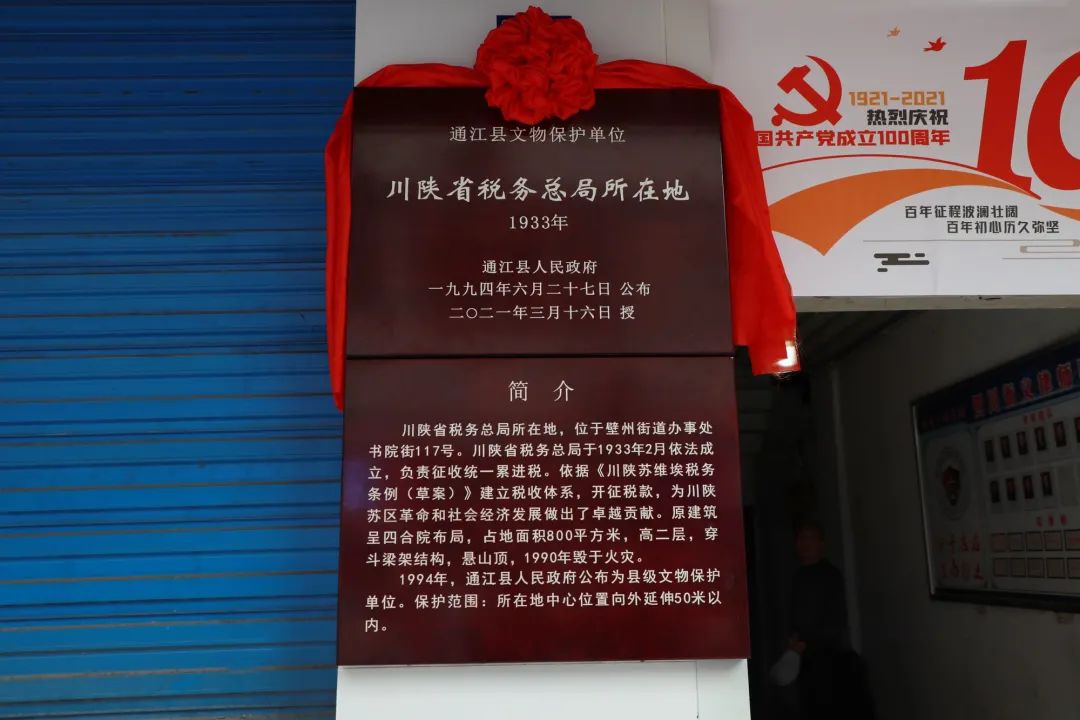 通江县文物保护单位
川陕省税务总局所在地
1933年
通江县人民政府
一九九四年六月二十七日 公布
二〇二一年三月十六日 授
简 介
川陕省税务总局所在地，位于壁州街道办事处
书院街117号。川陕省税务总局于1933年2月依法成
立，负责征收统一累进税。依据《川陕苏维埃税务
条例（草案）》建立税收体系，开征税款，为川陕
苏区革命和社会经济发展做出了卓越贡献。原建筑
呈四合院布局，占地面积800平方米，高二层，穿
斗梁架结构，悬山顶，1990年毁于火灾。
1994年，通江县人民政府公布为县级文物保护
单位。保护范围：所在地中心位置向外延伸50米以
内。
1921-2021
热烈庆祝
国共产党成立100周年
10
百年征程波澜壮阔
百年初心历久弥坚